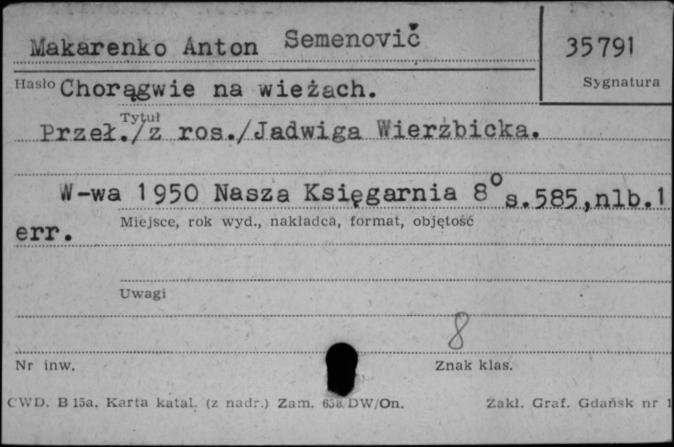 Makarenko Anton Semenovič
35791
Hasło
Sygnatura
Chorągwie na wieżach.
Tytuł
Przeł./z ros./Jadwiga Wierzbicka.
W-wa 1950 Nasza Księgarnia 8° s.585,nlb.1
Miejsce, rok wyd., nakładca, format, objętość
err.
Uwagi
8
Nr inw.
Znak klas.
CWD. B 15a. Karta katal. (z nadr.) Zam. 658. DW/On.
Zakł. Graf. Gdańsk nr 1